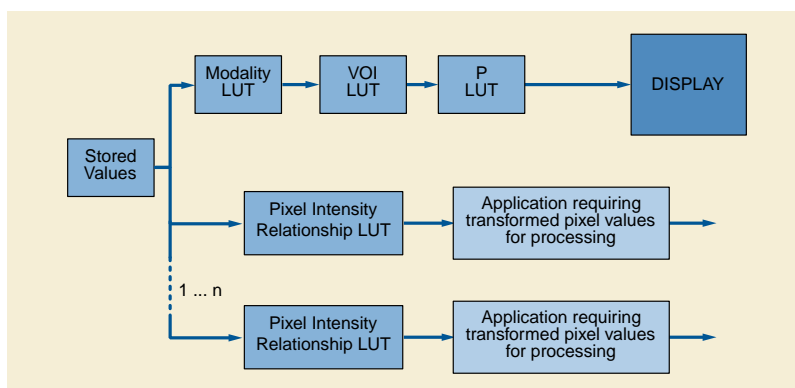 Modality
LUT
VOI
LUT
P
LUT
DISPLAY
Stored
Values
Pixel Intensity
Relationship LUT
Application requiring
transformed pixel values
for processing
1 ... n
Pixel Intensity
Relationship LUT
Application requiring
transformed pixel values
for processing